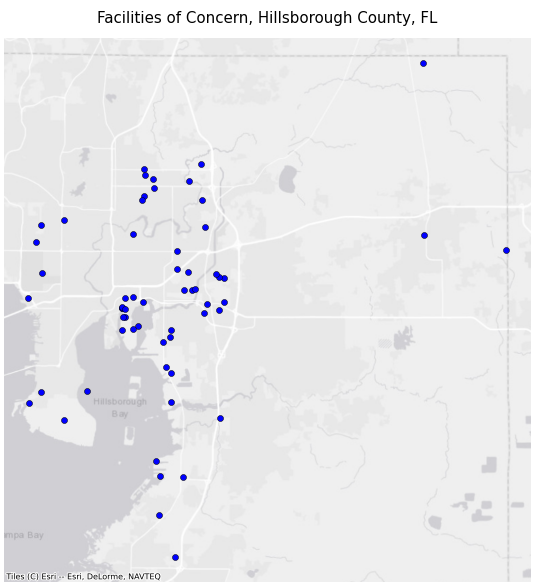 Facilities of Concern, Hillsborough County, FL
Hillsborough
Bay
ampa Bay
Tiles (C) Esri -- Esri, DeLorme, NAVTEQ